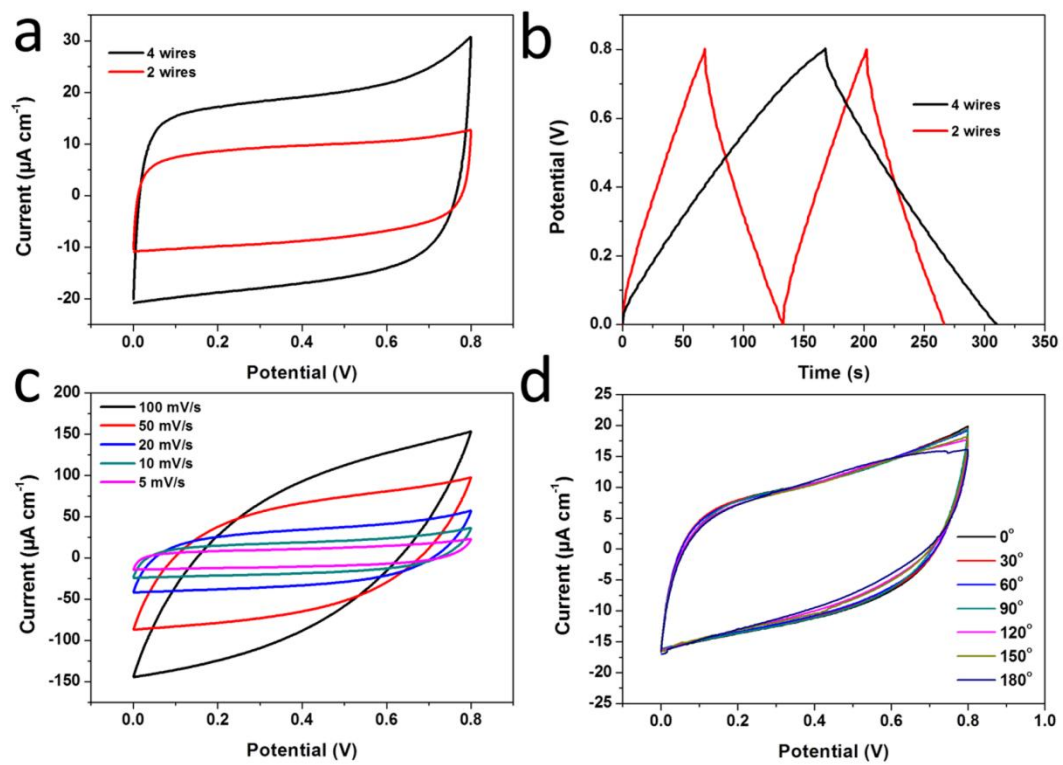 a
30
20
10
0
-10
-20
0.0 0.2 0.4 0.6 0.8
Current (µA cm⁻¹)
Potential (V)
4 wires
2 wires
b
0.8
0.6
0.4
0.2
0.0
0 50 100 150 200 250 300 350
Potential (V)
Time (s)
4 wires
2 wires
c
200
150
100
50
0
-50
-100
-150
0.0 0.2 0.4 0.6 0.8
Current (µA cm⁻¹)
Potential (V)
100 mV/s
50 mV/s
20 mV/s
10 mV/s
5 mV/s
d
25
20
15
10
5
0
-5
-10
-15
-20
-25
0.0 0.2 0.4 0.6 0.8 1.0
Current (µA cm⁻¹)
Potential (V)
0°
30°
60°
90°
120°
150°
180°